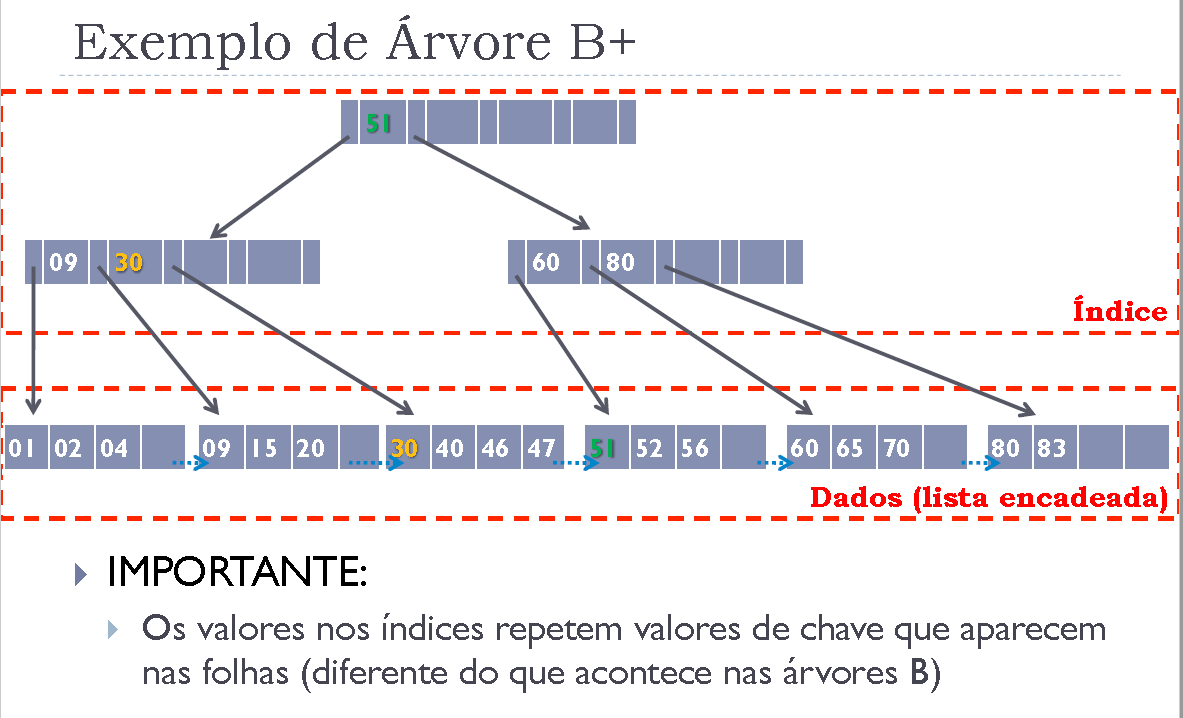 Exemplo de Árvore B+
51
09 30
60 80
Índice
01 02 04
09 15 20
30 40 46 47
51 52 56
60 65 70
80 83
Dados (lista encadeada)
IMPORTANTE:
Os valores nos índices repetem valores de chave que aparecem
nas folhas (diferente do que acontece nas árvores B)